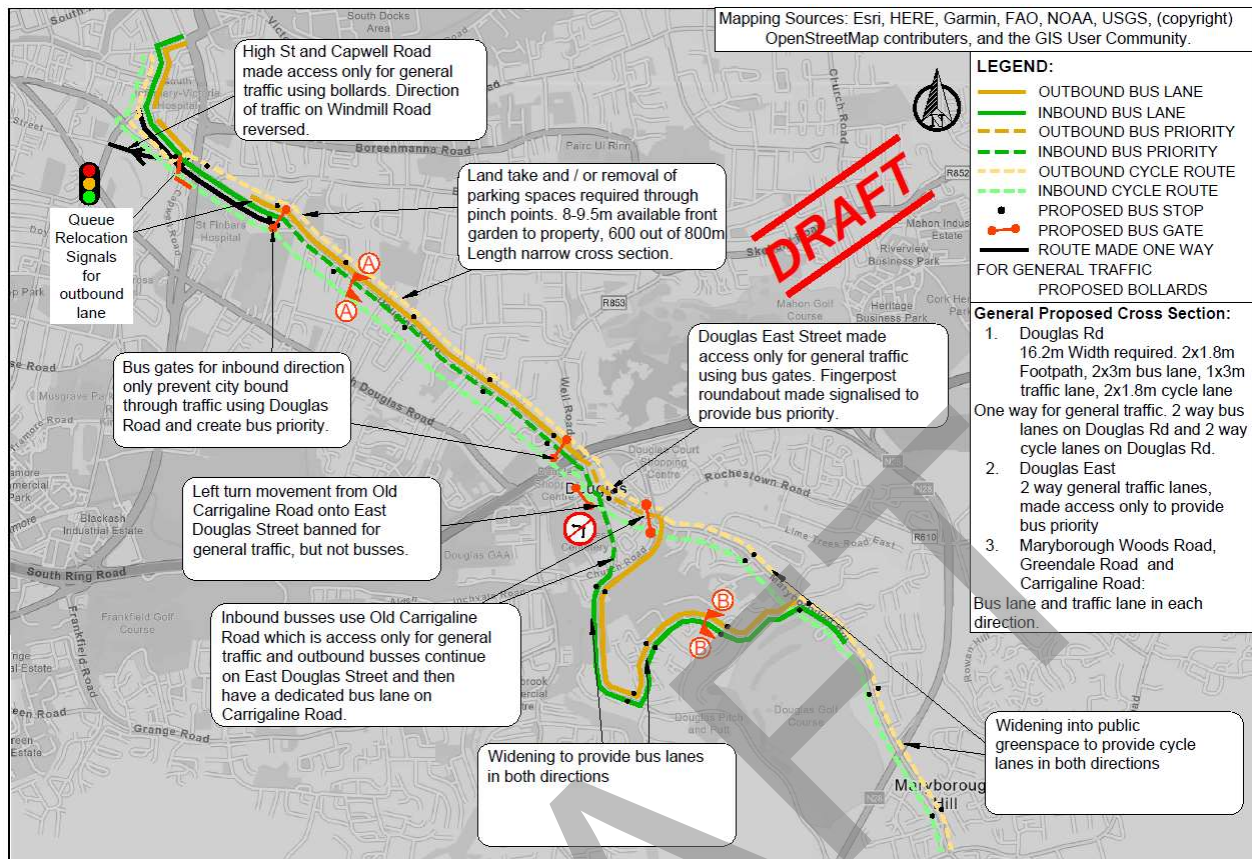 Mapping Sources: Esri, HERE, Garmin, FAO, NOAA, USGS, (copyright)
OpenStreetMap contributers, and the GIS User Community.
LEGEND:
OUTBOUND BUS LANE
INBOUND BUS LANE
OUTBOUND BUS PRIORITY
INBOUND BUS PRIORITY
OUTBOUND CYCLE ROUTE
INBOUND CYCLE ROUTE
PROPOSED BUS STOP
PROPOSED BUS GATE
ROUTE MADE ONE WAY
FOR GENERAL TRAFFIC
PROPOSED BOLLARDS
General Proposed Cross Section:
1. Douglas Rd
16.2m Width required. 2x1.8m
Footpath, 2x3m bus lane, 1x3m
traffic lane, 2x1.8m cycle lane
One way for general traffic. 2 way bus
lanes on Douglas Rd and 2 way
cycle lanes on Douglas Rd.
2. Douglas East
2 way general traffic lanes,
made access only to provide
bus priority
3. Maryborough Woods Road,
Greendale Road and
Carrigaline Road:
Bus lane and traffic lane in each
direction.
High St and Capwell Road
made access only for general
traffic using bollards. Direction
of traffic on Windmill Road
reversed.
Queue
Relocation
Signals
for
outbound
lane
Land take and / or removal of
parking spaces required through
pinch points. 8-9.5m available front
garden to property, 600 out of 800m
Length narrow cross section.
DRAFT
Bus gates for inbound direction
only prevent city bound
through traffic using Douglas
Road and create bus priority.
Douglas East Street made
access only for general traffic
using bus gates. Fingerpost
roundabout made signalised to
provide bus priority.
Left turn movement from Old
Carrigaline Road onto East
Douglas Street banned for
general traffic, but not busses.
Inbound busses use Old Carrigaline
Road which is access only for general
traffic and outbound busses continue
on East Douglas Street and then
have a dedicated bus lane on
Carrigaline Road.
Widening to provide bus lanes
in both directions
Widening into public
greenspace to provide cycle
lanes in both directions
A
A
B
B
South Docks
Area
Boreenmanna Road
Pairc Ui Rinn
Church Road
R852
R853
Mahon Golf
Course
Riverview
Business Park
Heritage
Business Park
St Finbarrs
Hospital
Well Road
Douglas Court
Shopping
Centre
Rochestown Road
Lime Trees Road East
R610
N28
Blackash
Industrial Estate
South Ring Road
Douglas GAA
Church Road
Frankfield Golf
Course
Frankfield Road
Grange Road
Douglas Pitch
and Putt
Douglas Golf
Course
Rowan Hill
Hill